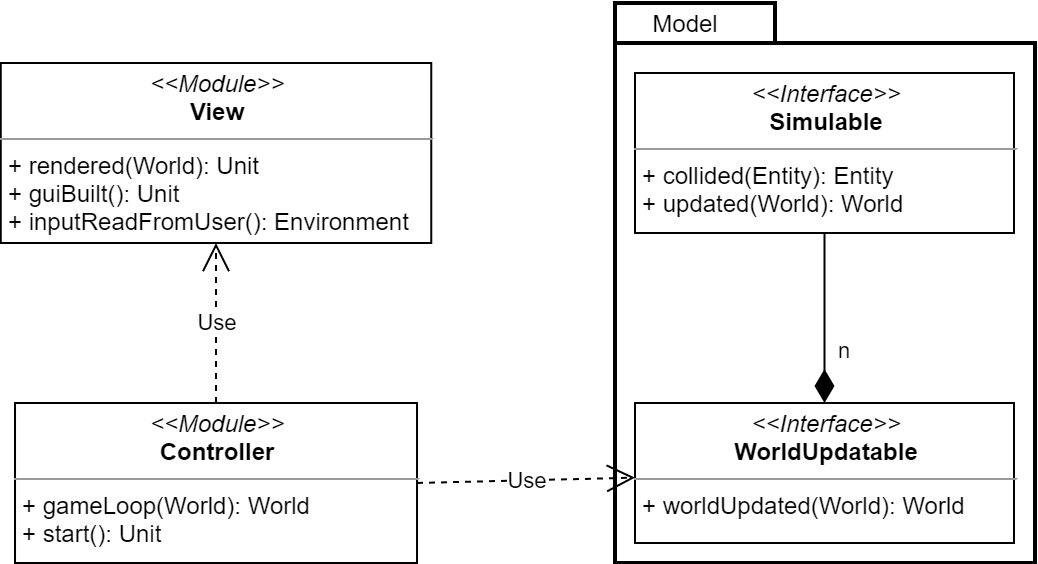 Model
<<Module>>
View
+ rendered(World): Unit
+ guiBuilt(): Unit
+ inputReadFromUser(): Environment
<<Interface>>
Simulable
+ collided(Entity): Entity
+ updated(World): World
Use
n
<<Module>>
Controller
+ gameLoop(World): World
+ start(): Unit
Use
<<Interface>>
WorldUpdatable
+ worldUpdated(World): World